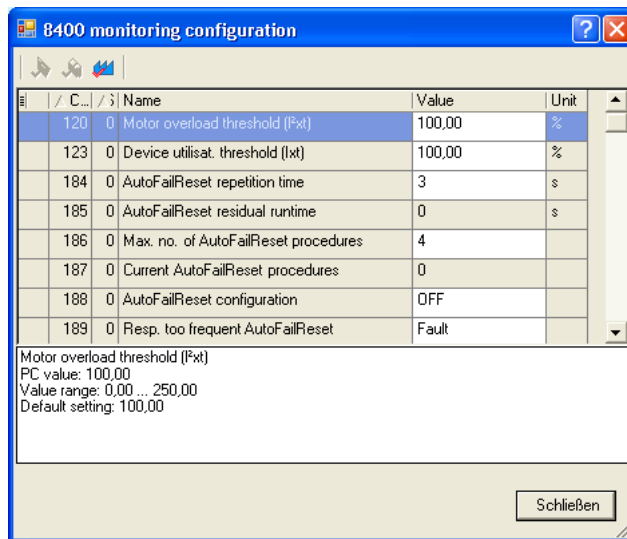 8400 monitoring configuration
C... Name Value Unit
120 0 Motor overload threshold (I²xt) 100,00 %
123 0 Device utilisat. threshold (Ixt) 100,00 %
184 0 AutoFailReset repetition time 3 s
185 0 AutoFailReset residual runtime 0 s
186 0 Max. no. of AutoFailReset procedures 4
187 0 Current AutoFailReset procedures 0
188 0 AutoFailReset configuration OFF
189 0 Resp. too frequent AutoFailReset Fault
Motor overload threshold (I²xt)
PC value: 100,00
Value range: 0,00 ... 250,00
Default setting: 100,00
Schließen